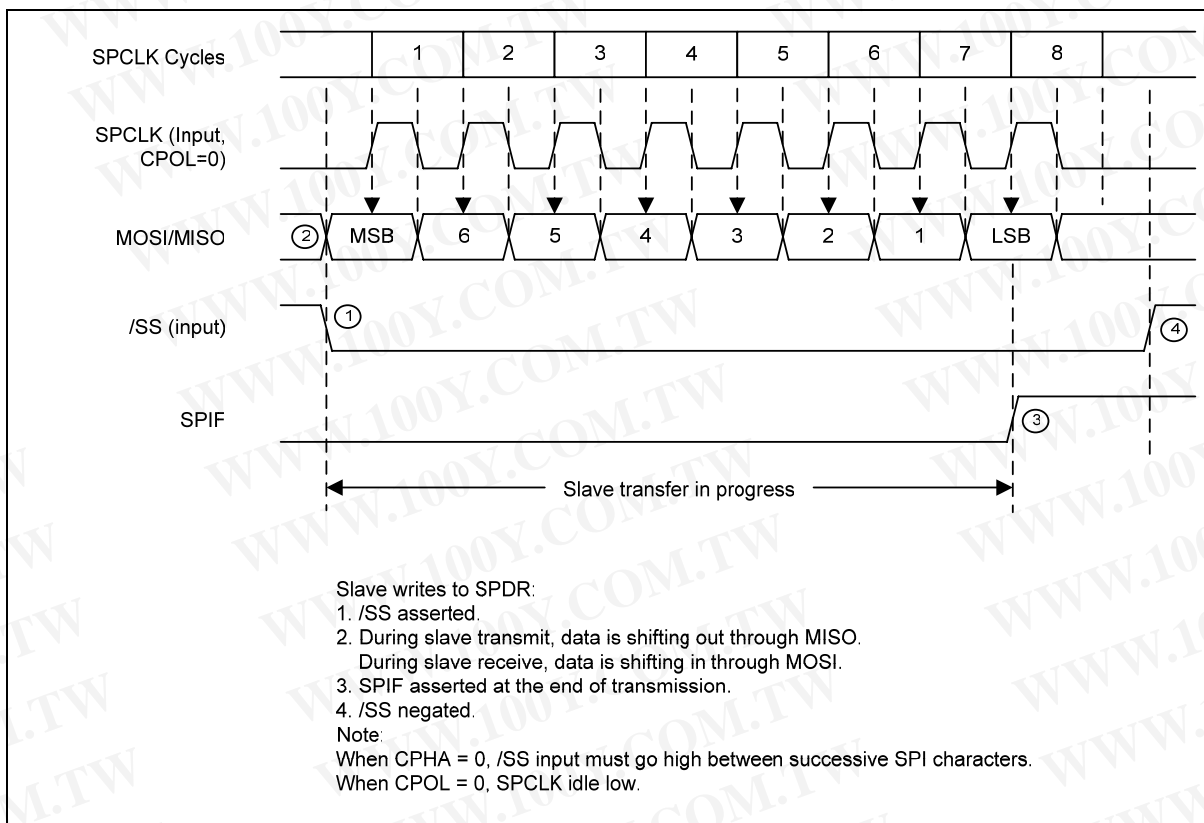 SPCLK Cycles
1 2 3 4 5 6 7 8
SPCLK (Input,
CPOL=0)
MOSI/MISO
2 MSB 6 5 4 3 2 1 LSB
/SS (input)
1
4
SPIF
3
Slave transfer in progress
Slave writes to SPDR:
1. /SS asserted.
2. During slave transmit, data is shifting out through MISO.
During slave receive, data is shifting in through MOSI.
3. SPIF asserted at the end of transmission.
4. /SS negated.
Note:
When CPHA = 0, /SS input must go high between successive SPI characters.
When CPOL = 0, SPCLK idle low.
WWW.100Y.COM.TW